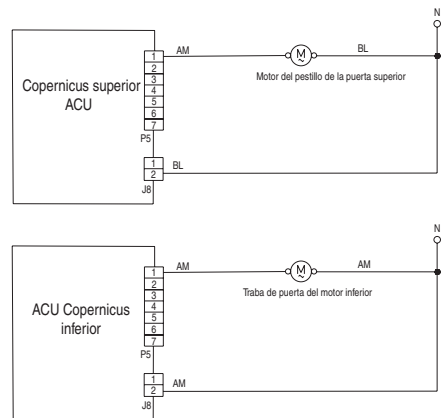 N
1
AM
BL
M
2
3
Motor del pestillo de la puerta superior
Copernicus superior
ACU
4
5
6
7
P5
1
BL
2
J8
N
1
AM
AM
M
2
3
Traba de puerta del motor inferior
4
ACU Copernicus
inferior
5
6
7
P5
1
2
AM
J8